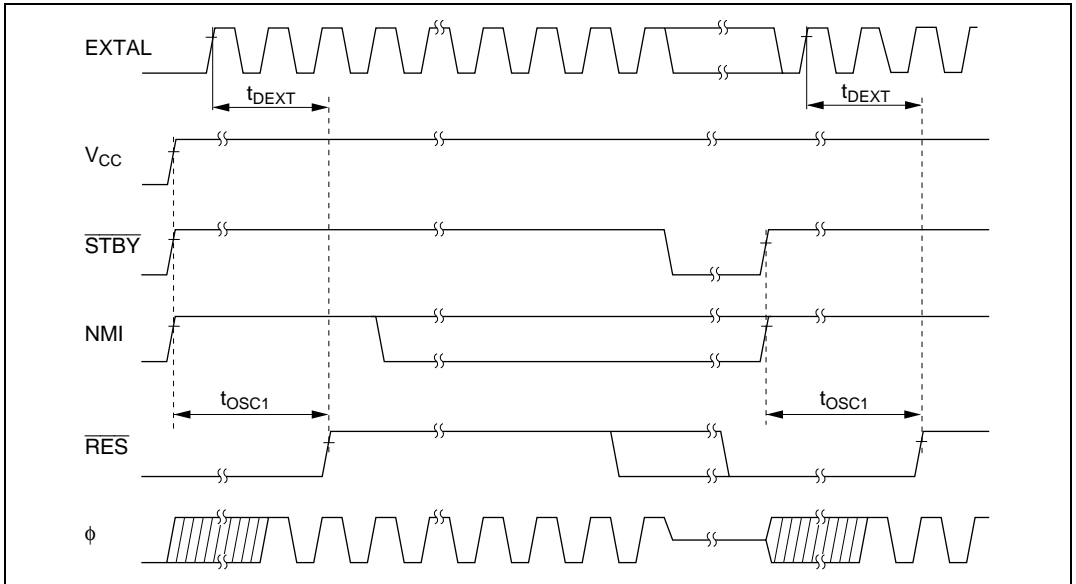 EXTAL
tDEXT tDEXT
VCC
STBY
NMI
tOSC1 tOSC1
RES
ϕ